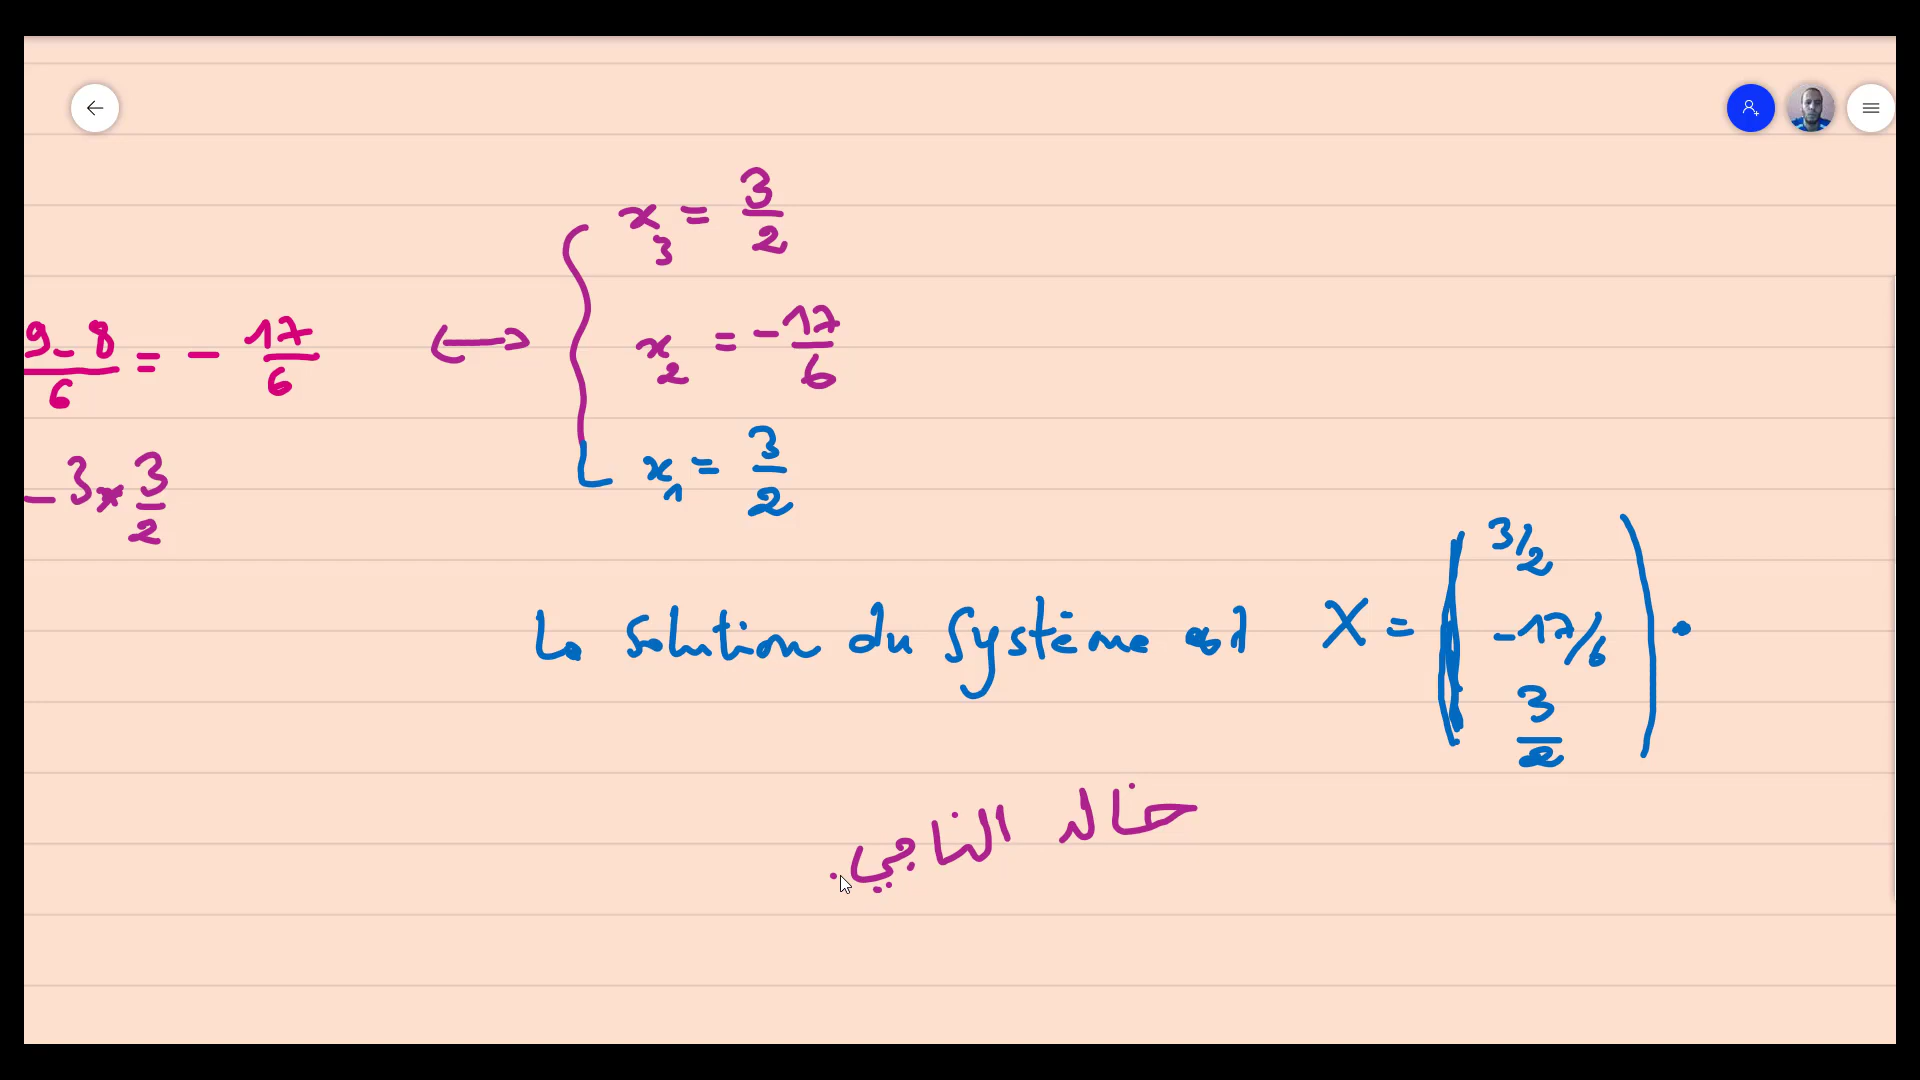 x₃ = 3/2
9-8/6 = - 17/6 ↔ x₂ = - 17/6
- 3 × 3/2
x₁ = 3/2
La solution du système est X = ( 3/2 -17/6 3/2 ) .
خالد الناجي.